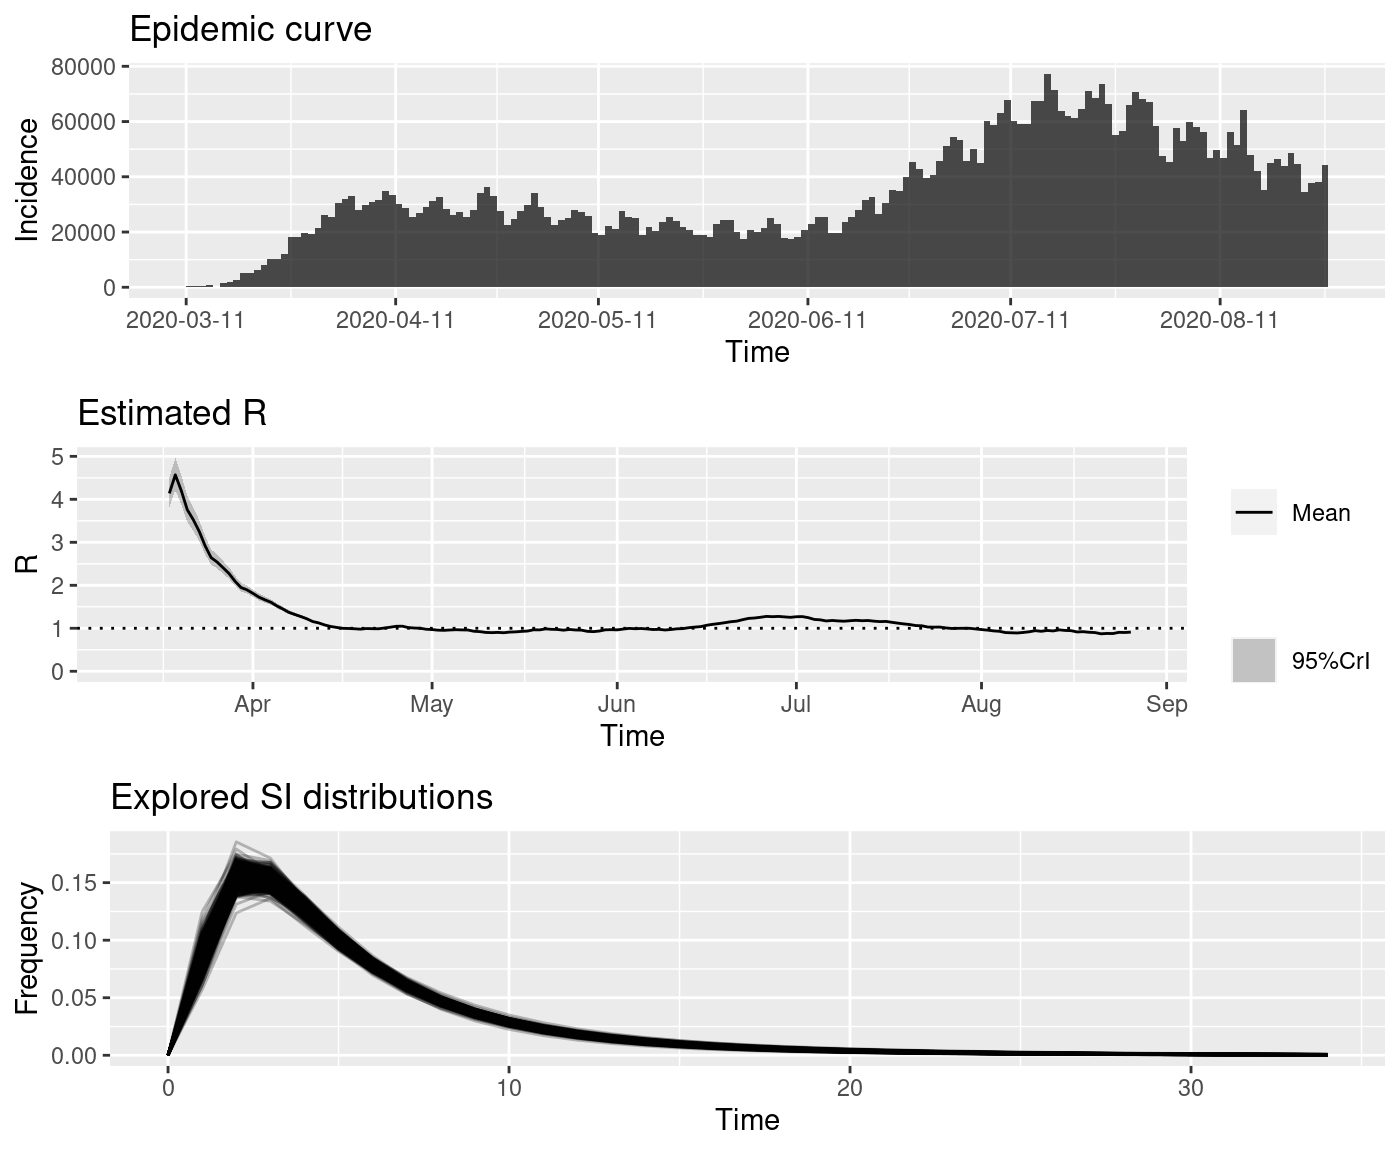 Epidemic curve
80000
60000
40000
20000
0
Incidence
2020-03-11 2020-04-11 2020-05-11 2020-06-11 2020-07-11 2020-08-11
Time
Estimated R
5
4
3
2
1
0
R
Apr May Jun Jul Aug Sep
Time
Mean
95%CrI
Explored SI distributions
0.15
0.10
0.05
0.00
Frequency
0 10 20 30
Time